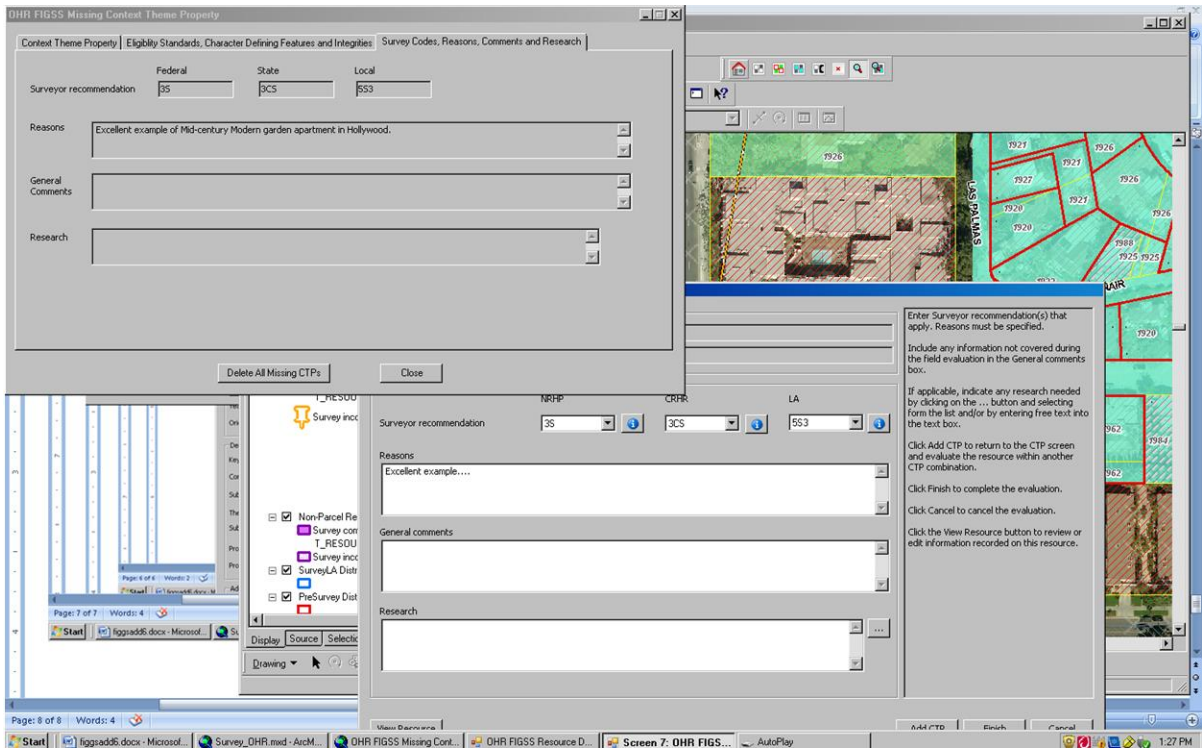 OHR FIGSS Missing Context Theme Property
Context Theme Property
Eligiblity Standards, Character Defining Features and Integrities
Survey Codes, Reasons, Comments and Research
Federal State Local
Surveyor recommendation 3S 3CS 5S3
Reasons
Excellent example of Mid-century Modern garden apartment in Hollywood.
General
Comments
Research
Delete All Missing CTPs
Close
1926
LAS PALMAS
1921
1926
1921
1927
1926
1921
1920
1920
1926
1988
1925 1925
1920
962
1984
962
T_RESOU
Survey inco
Non-Parcel Re
Survey com
T_RESOU
Survey inco
SurveyLA Distr
PreSurvey Dist
Display Source Selectio
Drawing
NRHP CRHR LA
Surveyor recommendation 3S 3CS 5S3
Reasons
Excellent example....
General comments
Research
...
View Resource
Add CTP Finish Cancel
Enter Surveyor recommendation(s) that
apply. Reasons must be specified.
Include any information not covered during
the field evaluation in the General comments
box.
If applicable, indicate any research needed
by clicking on the ... button and selecting
form the list and/or by entering free text into
the text box.
Click Add CTP to return to the CTP screen
and evaluate the resource within another
CTP combination.
Click Finish to complete the evaluation.
Click Cancel to cancel the evaluation.
Click the View Resource button to review or
edit information recorded on this resource.
Page: 6 of 6 Words: 2
Page: 7 of 7 Words: 4
Start figgsadd6.docx - Microsof...
Page: 8 of 8 Words: 4
Start figgsadd6.docx - Microsof... Survey_OHR.mxd - ArcM... OHR FIGSS Missing Cont... OHR FIGSS Resource D... Screen 7: OHR FIGS... AutoPlay 1:27 PM